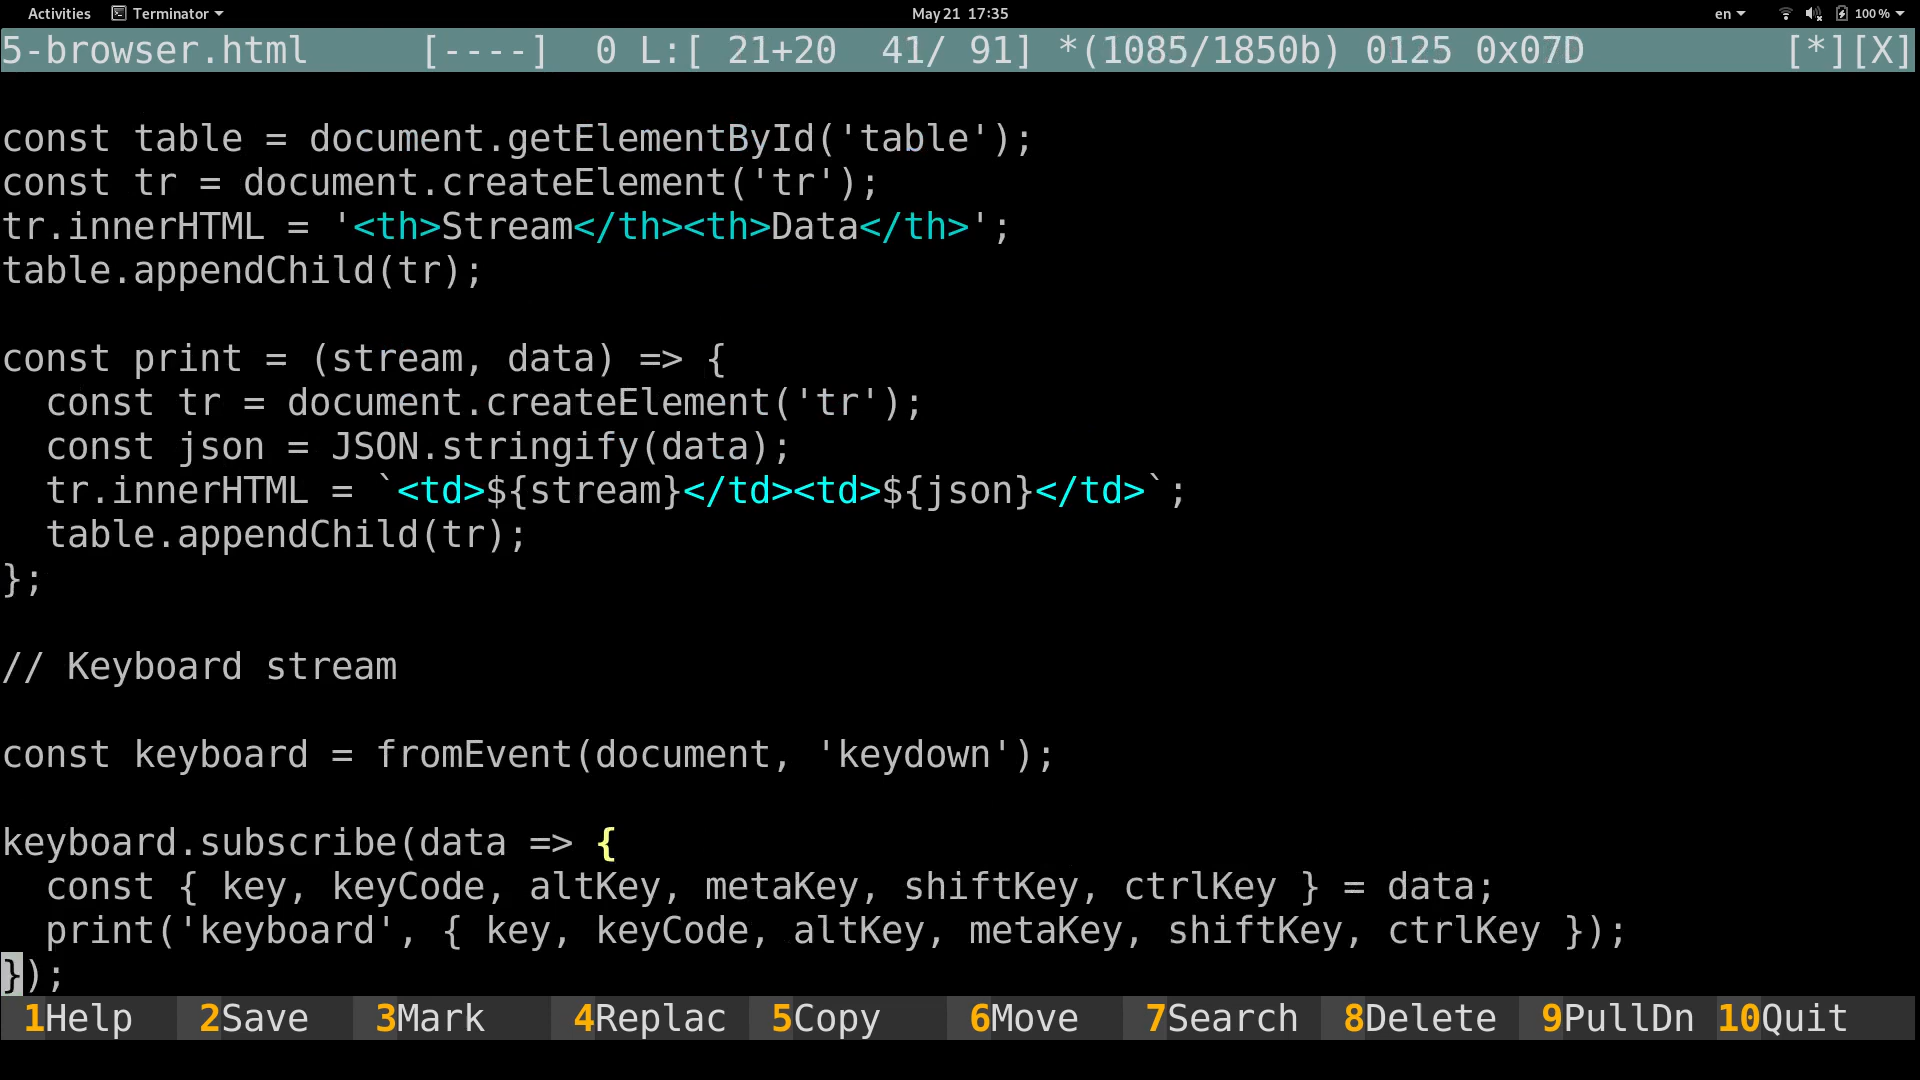 Activities Terminator May 21 17:35 en 100 %
5-browser.html [----] 0 L:[ 21+20 41/ 91] *(1085/1850b) 0125 0x07D [*][X]
const table = document.getElementById('table');
const tr = document.createElement('tr');
tr.innerHTML = '<th>Stream</th><th>Data</th>';
table.appendChild(tr);
const print = (stream, data) => {
  const tr = document.createElement('tr');
  const json = JSON.stringify(data);
  tr.innerHTML = `<td>${stream}</td><td>${json}</td>`;
  table.appendChild(tr);
};
// Keyboard stream
const keyboard = fromEvent(document, 'keydown');
keyboard.subscribe(data => {
  const { key, keyCode, altKey, metaKey, shiftKey, ctrlKey } = data;
  print('keyboard', { key, keyCode, altKey, metaKey, shiftKey, ctrlKey });
});
1Help 2Save 3Mark 4Replac 5Copy 6Move 7Search 8Delete 9PullDn 10Quit